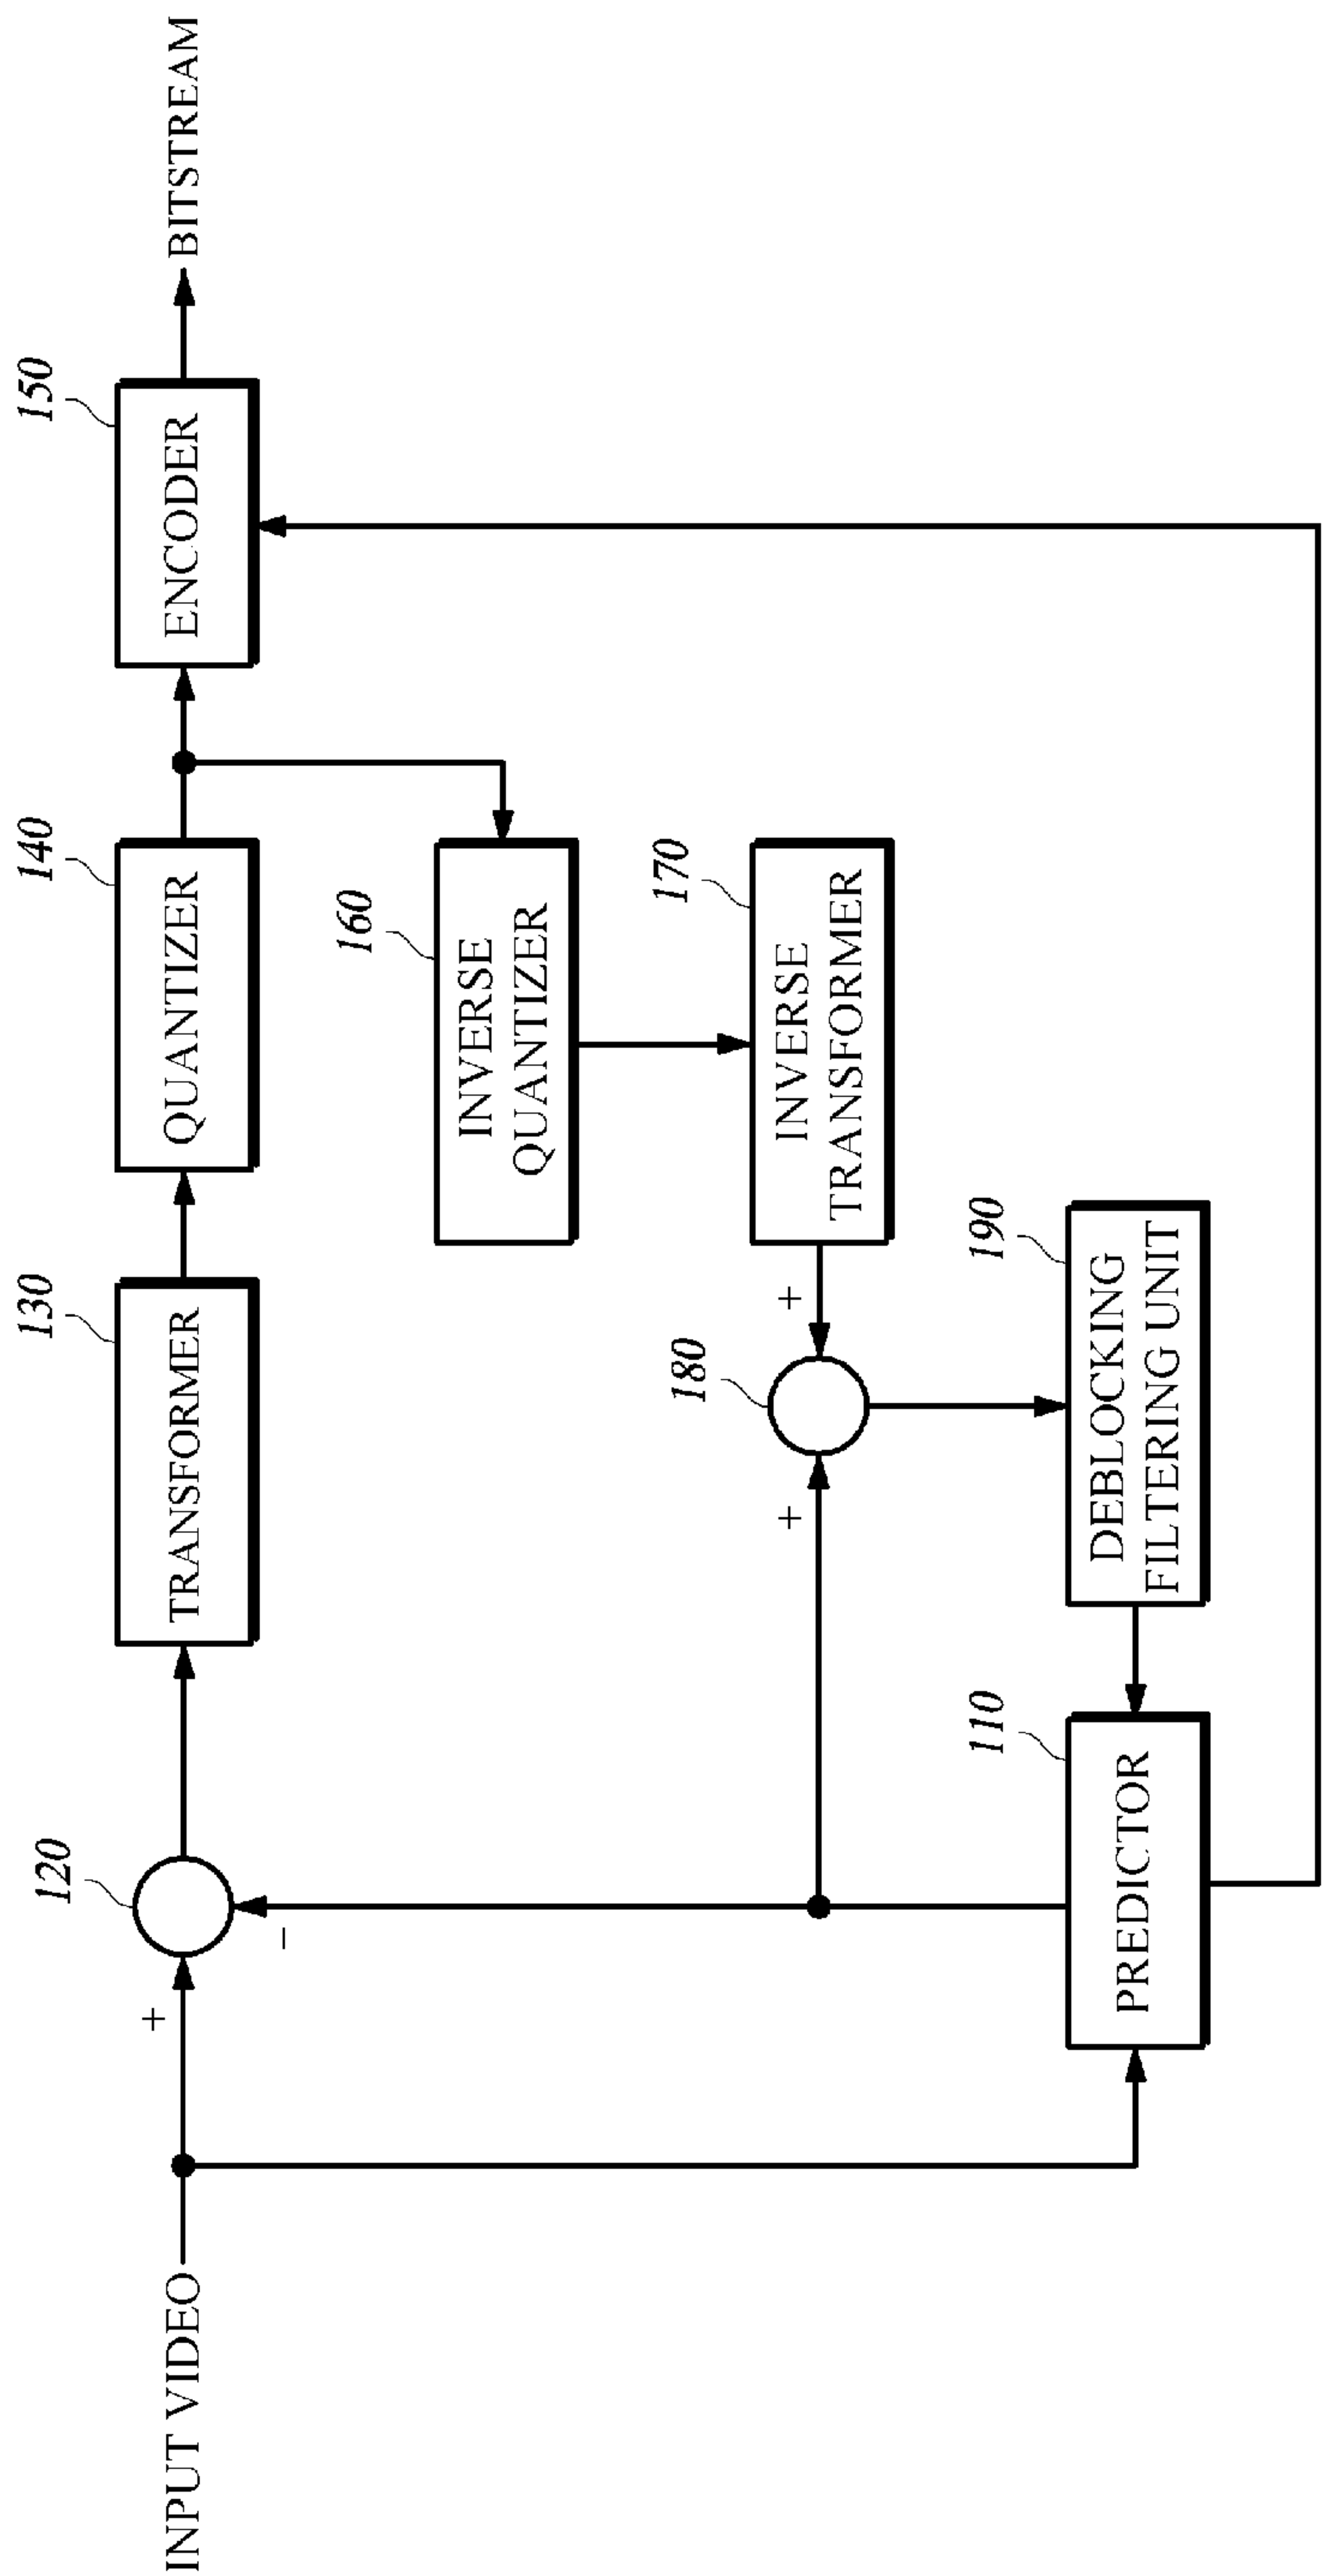 120
130
140
150
INPUT VIDEO
+
−
TRANSFORMER
QUANTIZER
ENCODER
BITSTREAM
160
INVERSE
QUANTIZER
170
INVERSE
TRANSFORMER
180
+
+
110
190
PREDICTOR
DEBLOCKING
FILTERING UNIT